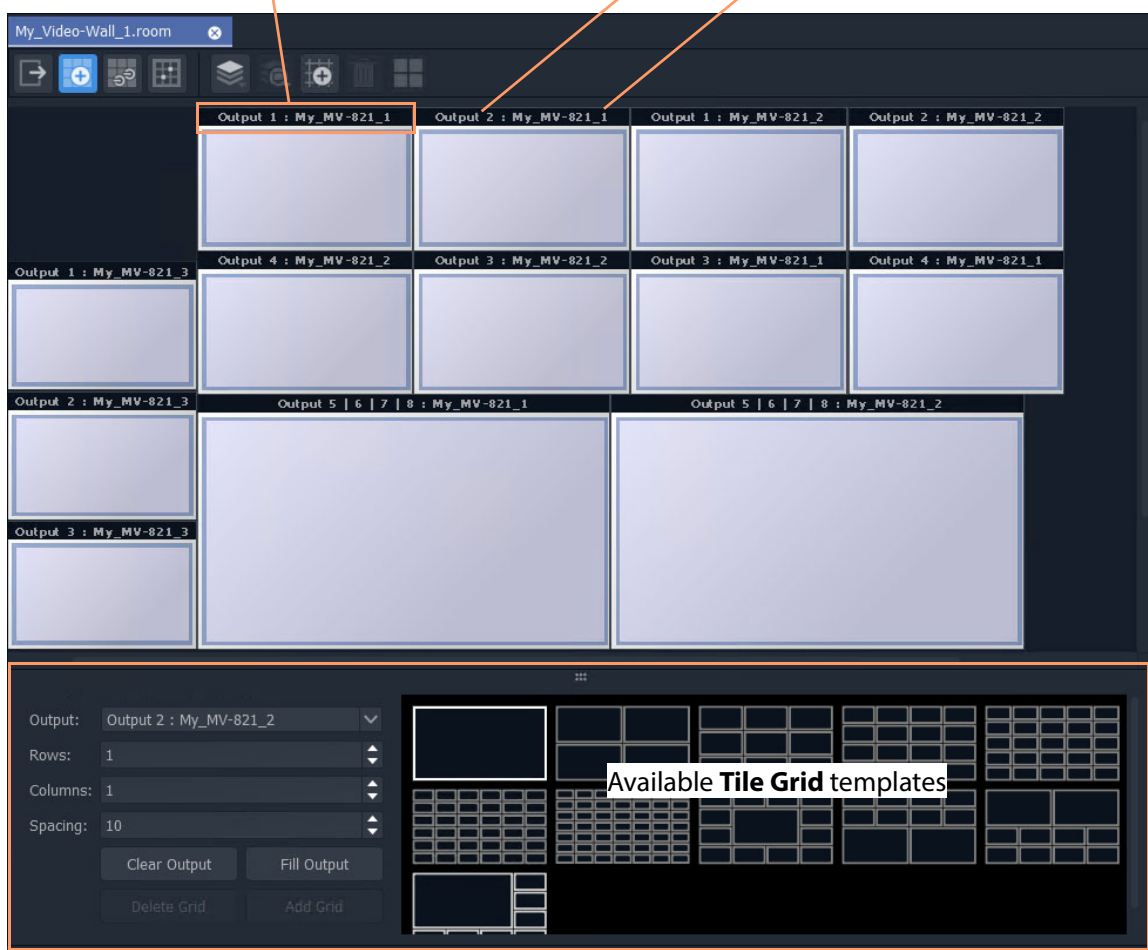 My_Video-Wall_1.room
Output 1 : My_MV-821_1
Output 2 : My_MV-821_1
Output 1 : My_MV-821_2
Output 2 : My_MV-821_2
Output 4 : My_MV-821_2
Output 3 : My_MV-821_2
Output 3 : My_MV-821_1
Output 4 : My_MV-821_1
Output 1 : My_MV-821_3
Output 2 : My_MV-821_3
Output 5 | 6 | 7 | 8 : My_MV-821_1
Output 5 | 6 | 7 | 8 : My_MV-821_2
Output 3 : My_MV-821_3
Output: Output 2 : My_MV-821_2
Rows: 1
Columns: 1
Spacing: 10
Clear Output
Fill Output
Delete Grid
Add Grid
Available Tile Grid templates